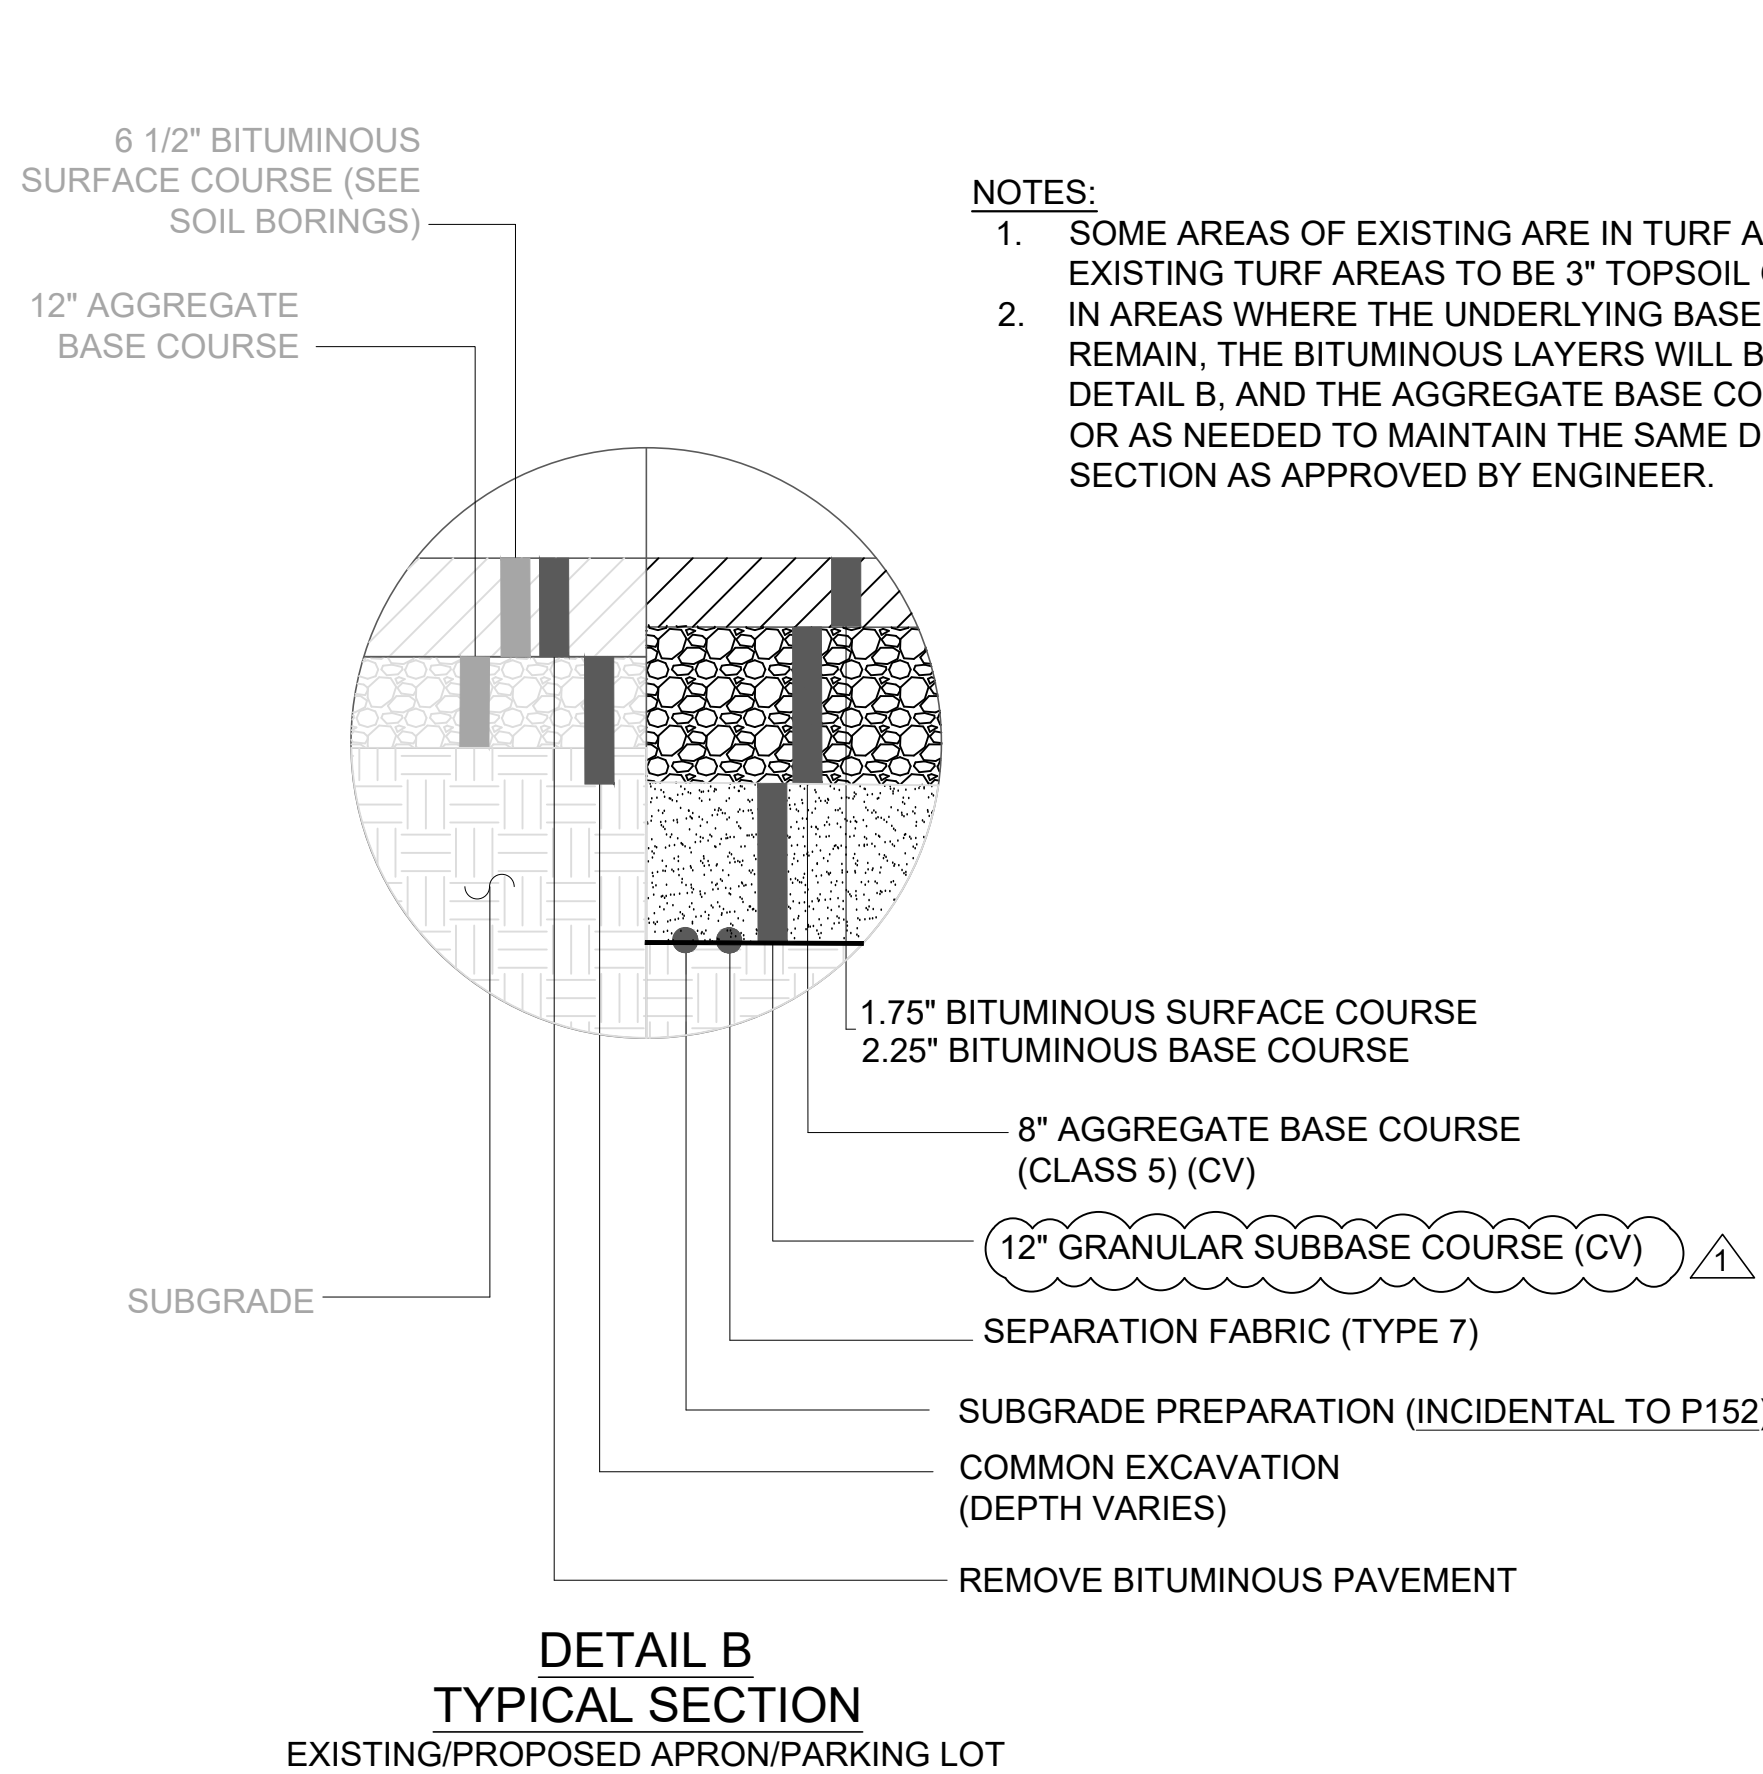 6 1/2" BITUMINOUS
SURFACE COURSE (SEE
SOIL BORINGS)
12" AGGREGATE
BASE COURSE
NOTES:
1. SOME AREAS OF EXISTING ARE IN TURF
EXISTING TURF AREAS TO BE 3" TOPSOIL
2. IN AREAS WHERE THE UNDERLYING BASE
REMAIN, THE BITUMINOUS LAYERS WILL
DETAIL B, AND THE AGGREGATE BASE
OR AS NEEDED TO MAINTAIN THE SAME
SECTION AS APPROVED BY ENGINEER.
1.75" BITUMINOUS SURFACE COURSE
2.25" BITUMINOUS BASE COURSE
8" AGGREGATE BASE COURSE
(CLASS 5) (CV)
12" GRANULAR SUBBASE COURSE (CV)
1
SUBGRADE
SEPARATION FABRIC (TYPE 7)
SUBGRADE PREPARATION (INCIDENTAL TO P152)
COMMON EXCAVATION
(DEPTH VARIES)
REMOVE BITUMINOUS PAVEMENT
DETAIL B
TYPICAL SECTION
EXISTING/PROPOSED APRON/PARKING LOT